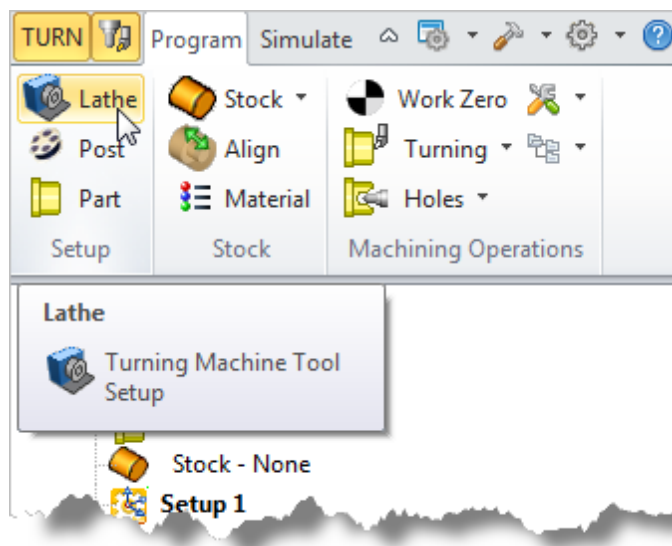 TURN Program Simulate
Lathe Stock Work Zero
Post Align Turning
Part Material Holes
Setup Stock Machining Operations
Lathe
Turning Machine Tool
Setup
Stock - None
Setup 1